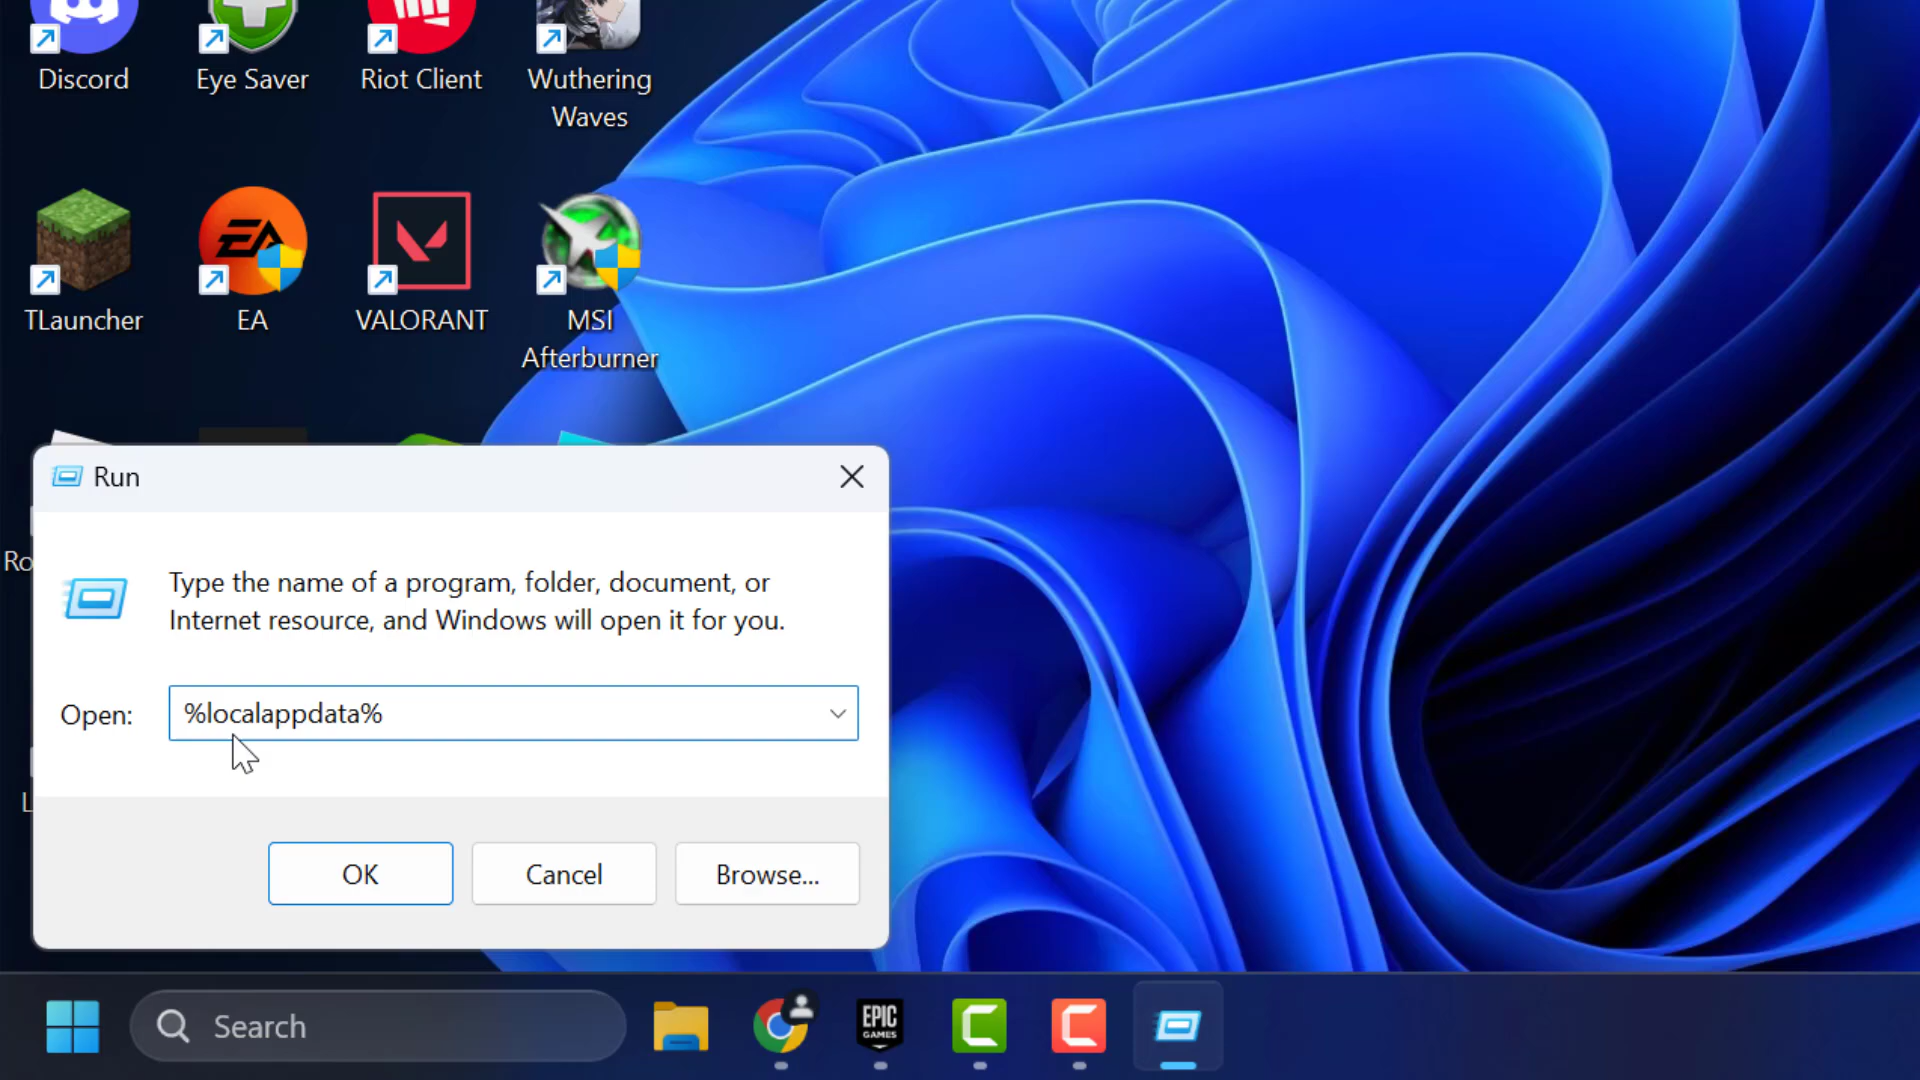 Discord
Eye Saver
Riot Client
Wuthering
Waves
TLauncher
EA
EA
VALORANT
MSI
Afterburner
Run
Ro
Type the name of a program, folder, document, or
Internet resource, and Windows will open it for you.
Open:
%localappdata%
L
OK
Cancel
Browse...
Search
EPIC
GAMES